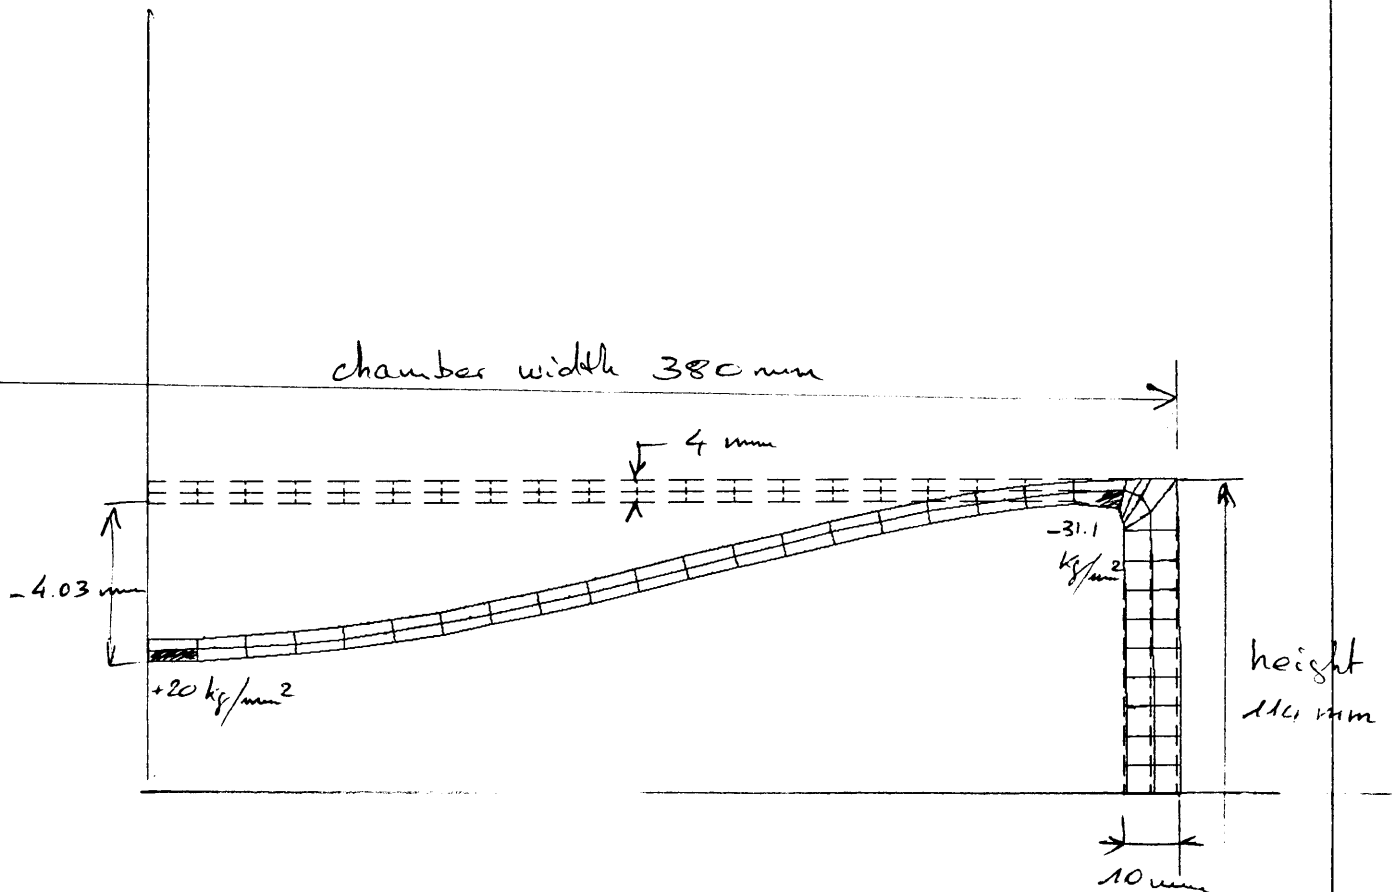 chamber width 380 mm
4 mm
-4.03 mm
-31.1
kg/mm²
+20 kg/mm²
height
114 mm
10 mm